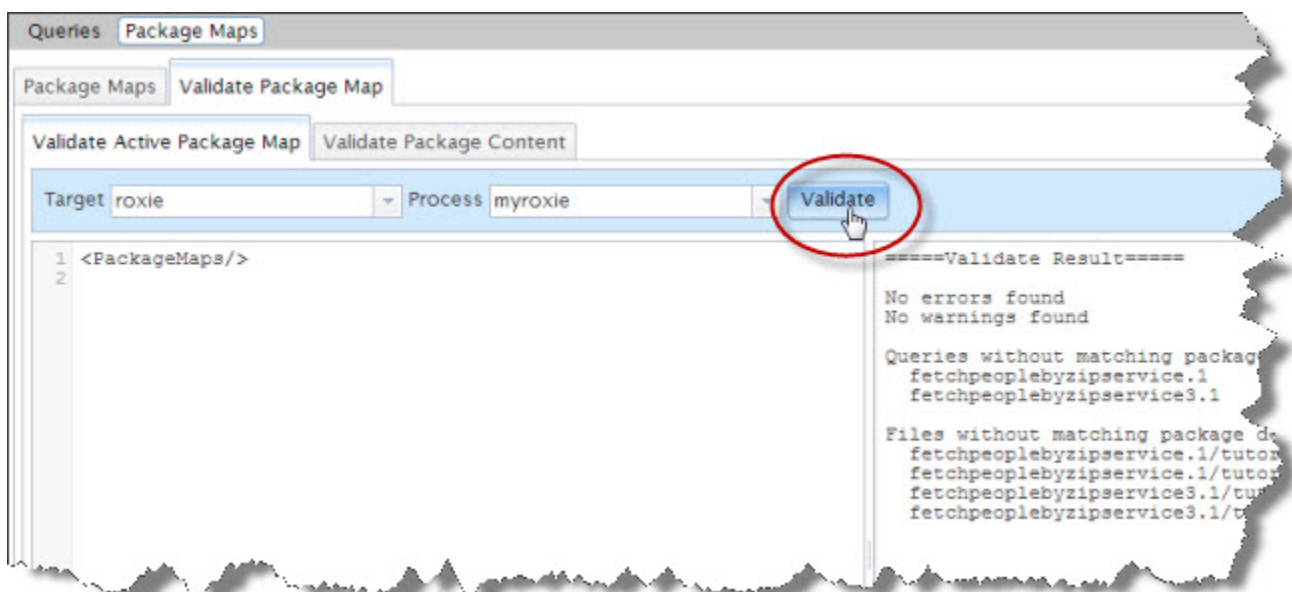 Queries Package Maps
Package Maps Validate Package Map
Validate Active Package Map Validate Package Content
Target roxie Process myroxie Validate
1 <PackageMaps/>
2
=====Validate Result=====
No errors found
No warnings found
Queries without matching package
fetchpeoplebyzipservice.1
fetchpeoplebyzipservice3.1
Files without matching package
fetchpeoplebyzipservice.1/tutor
fetchpeoplebyzipservice.1/tutor
fetchpeoplebyzipservice3.1/tu
fetchpeoplebyzipservice3.1/t